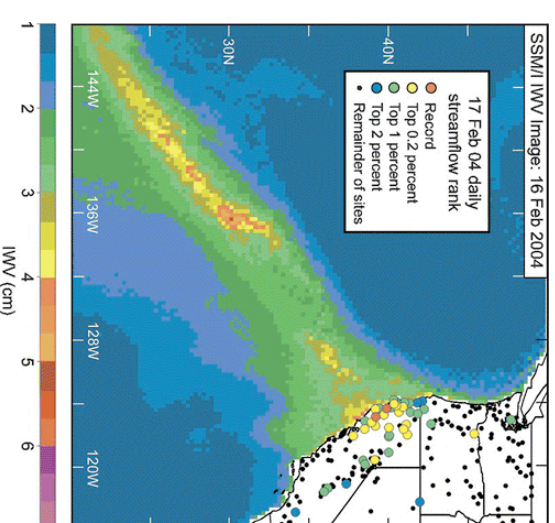 SSM/I IWV Image: 16 Feb 2004
17 Feb 04 daily
streamflow rank
Record
Top 0.2 percent
Top 1 percent
Top 2 percent
Remainder of sites
40N
30N
144W
136W
128W
120W
1
2
3
4
5
6
IWV (cm)